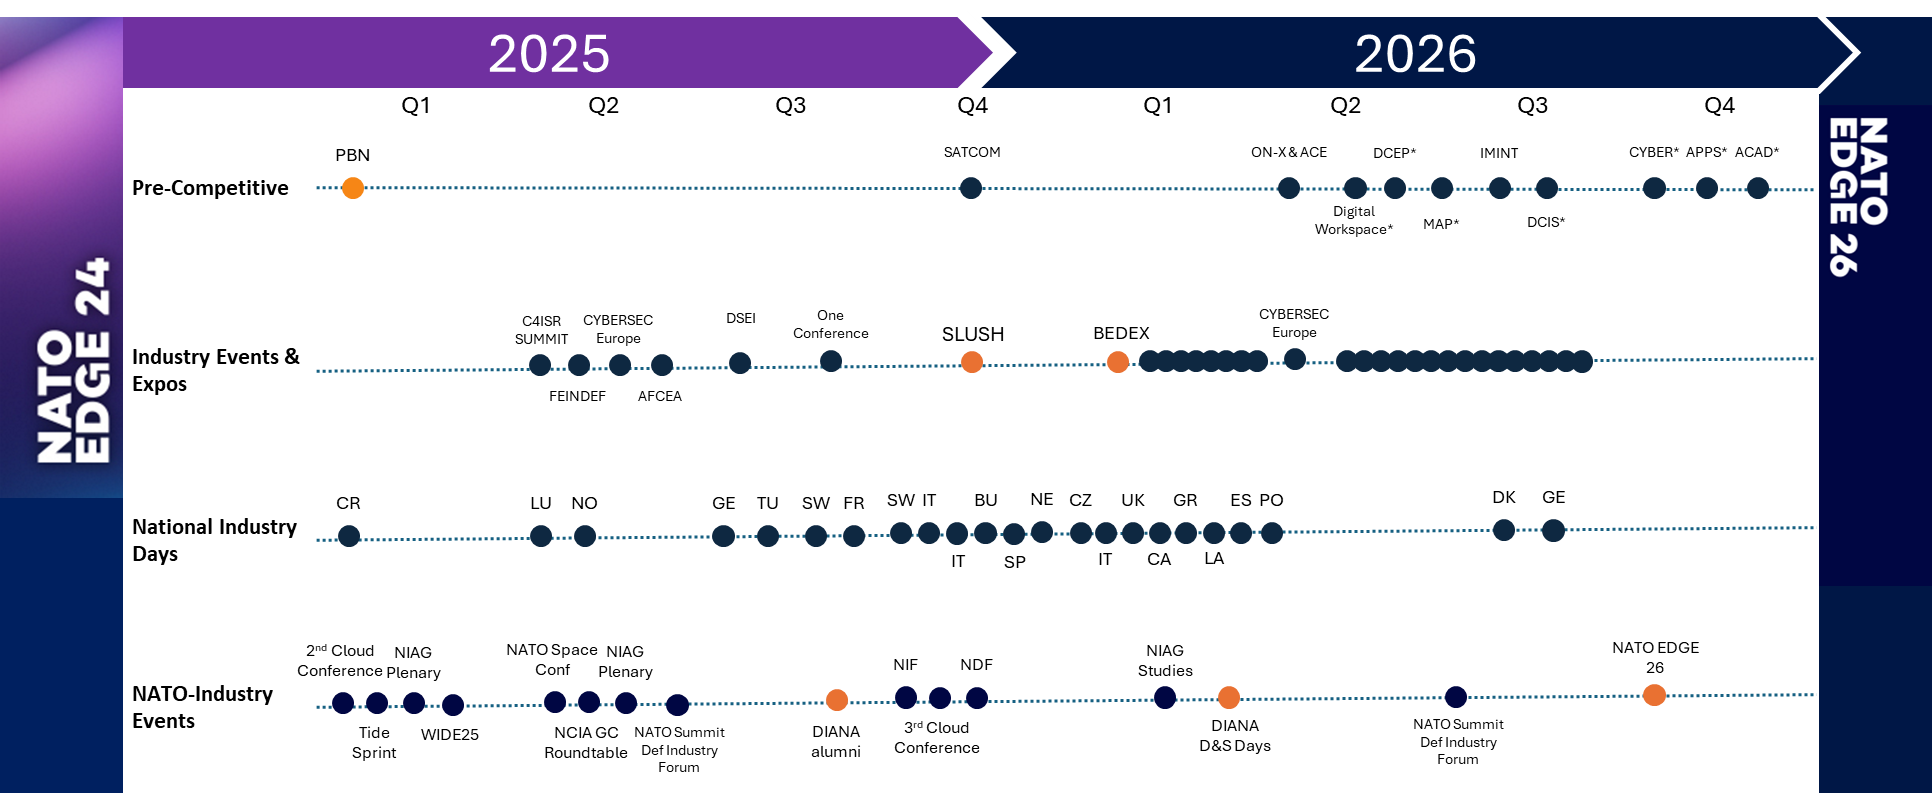 2025
2026
Q1 Q2 Q3 Q4 Q1 Q2 Q3 Q4
NATO
EDGE 24
NATO
EDGE 26
Pre-Competitive
PBN
SATCOM
ON-X & ACE
Digital
Workspace*
DCEP*
MAP*
IMINT
DCIS*
CYBER*
APPS*
ACAD*
Industry Events &
Expos
C4ISR
SUMMIT
FEINDEF
CYBERSEC
Europe
AFCEA
DSEI
One
Conference
SLUSH
BEDEX
CYBERSEC
Europe
National Industry
Days
CR LU NO GE TU SW FR SW IT BU NE CZ UK GR ES PO DK GE
IT SP IT CA LA
NATO-Industry
Events
2nd Cloud
Conference
Tide
Sprint
NIAG
Plenary
WIDE25
NATO Space
Conf
NCIA GC
Roundtable
NIAG
Plenary
NATO Summit
Def Industry
Forum
DIANA
alumni
NIF
3rd Cloud
Conference
NDF
NIAG
Studies
DIANA
D&S Days
NATO Summit
Def Industry
Forum
NATO EDGE
26